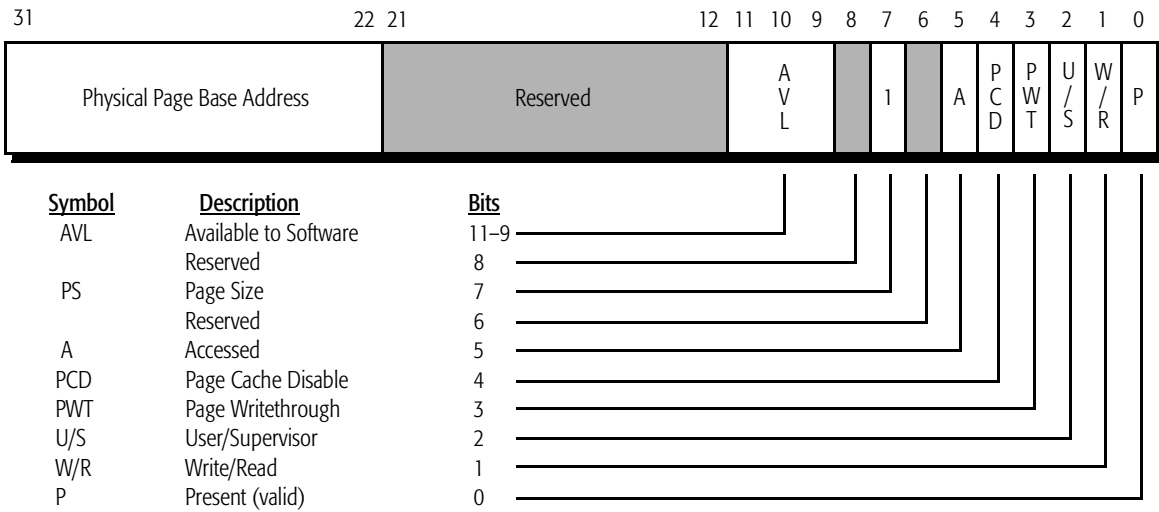 31 22 21 12 11 10 9 8 7 6 5 4 3 2 1 0
Physical Page Base Address Reserved AVL 1 A PCD PWT U/S W/R P
Symbol Description Bits
AVL Available to Software 11–9
Reserved 8
PS Page Size 7
Reserved 6
A Accessed 5
PCD Page Cache Disable 4
PWT Page Writethrough 3
U/S User/Supervisor 2
W/R Write/Read 1
P Present (valid) 0